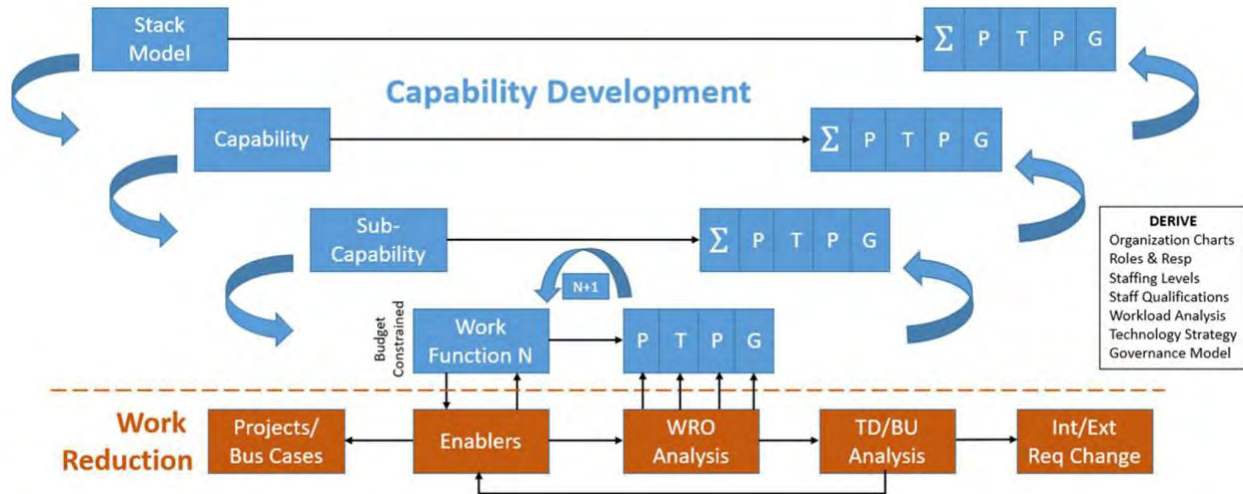 Stack
Model
Σ P T P G
Capability Development
Capability
Σ P T P G
Sub-
Capability
Σ P T P G
DERIVE
Organization Charts
Roles & Resp
Staffing Levels
Staff Qualifications
Workload Analysis
Technology Strategy
Governance Model
N+1
Budget
Constrained
Work
Function N
P T P G
Work
Reduction
Projects/
Bus Cases
Enablers
WRO
Analysis
TD/BU
Analysis
Int/Ext
Req Change